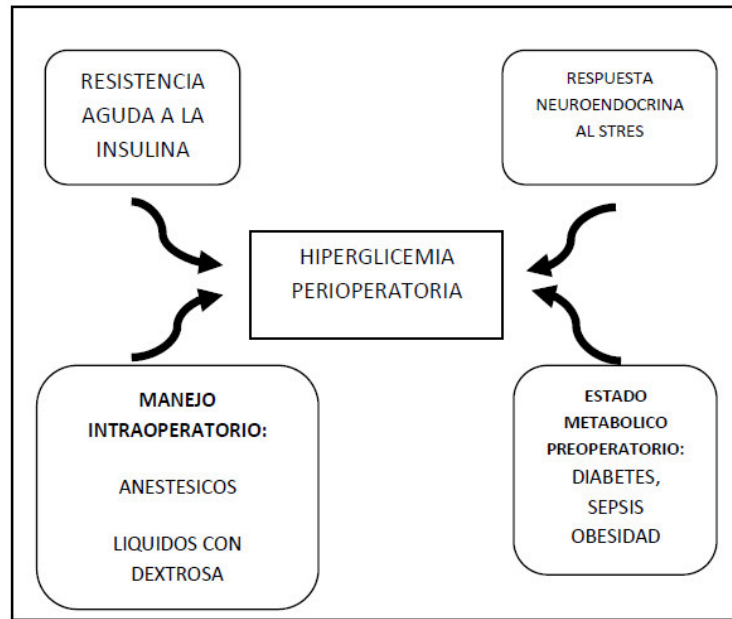 RESISTENCIA
AGUDA A LA
INSULINA
RESPUESTA
NEUROENDOCRINA
AL STRES
HIPERGLICEMIA
PERIOPERATORIA
MANEJO
INTRAOPERATORIO:
ANESTESICOS
LIQUIDOS CON
DEXTROSA
ESTADO
METABOLICO
PREOPERATORIO:
DIABETES,
SEPSIS
OBESIDAD